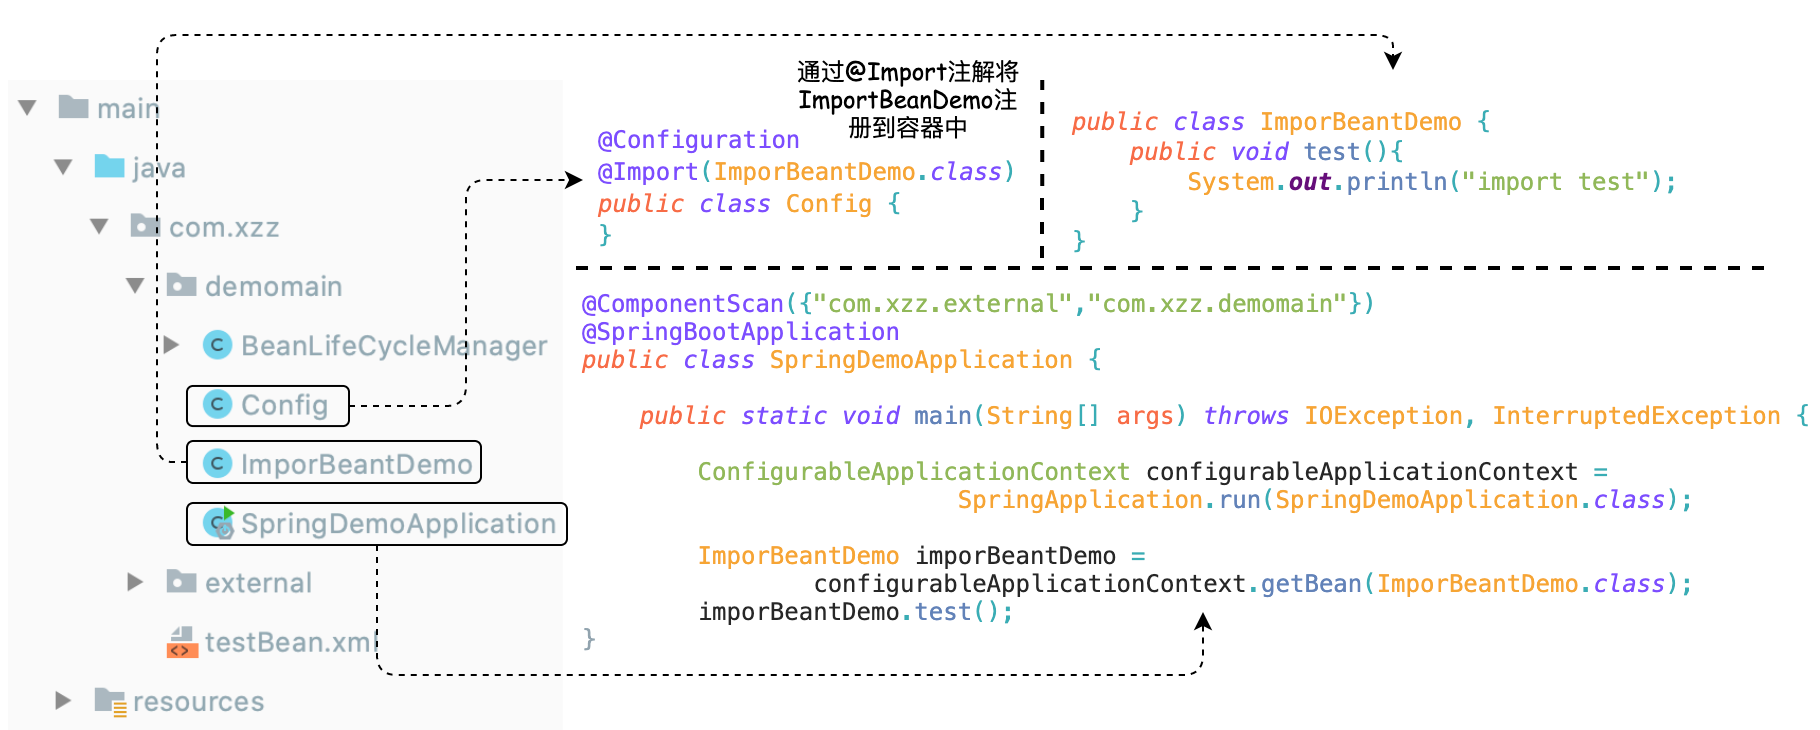 main
java
com.xzz
demomain
BeanLifeCycleManager
Config
ImporBeantDemo
SpringDemoApplication
external
testBean.xml
resources
通过@Import注解将
ImportBeanDemo注
册到容器中
@Configuration
@Import(ImporBeantDemo.class)
public class Config {
}
public class ImporBeantDemo {
public void test(){
System.out.println("import test");
}
}
@ComponentScan({"com.xzz.external","com.xzz.demomain"})
@SpringBootApplication
public class SpringDemoApplication {
public static void main(String[] args) throws IOException, InterruptedException {
ConfigurableApplicationContext configurableApplicationContext =
SpringApplication.run(SpringDemoApplication.class);
ImporBeantDemo imporBeantDemo =
configurableApplicationContext.getBean(ImporBeantDemo.class);
imporBeantDemo.test();
}